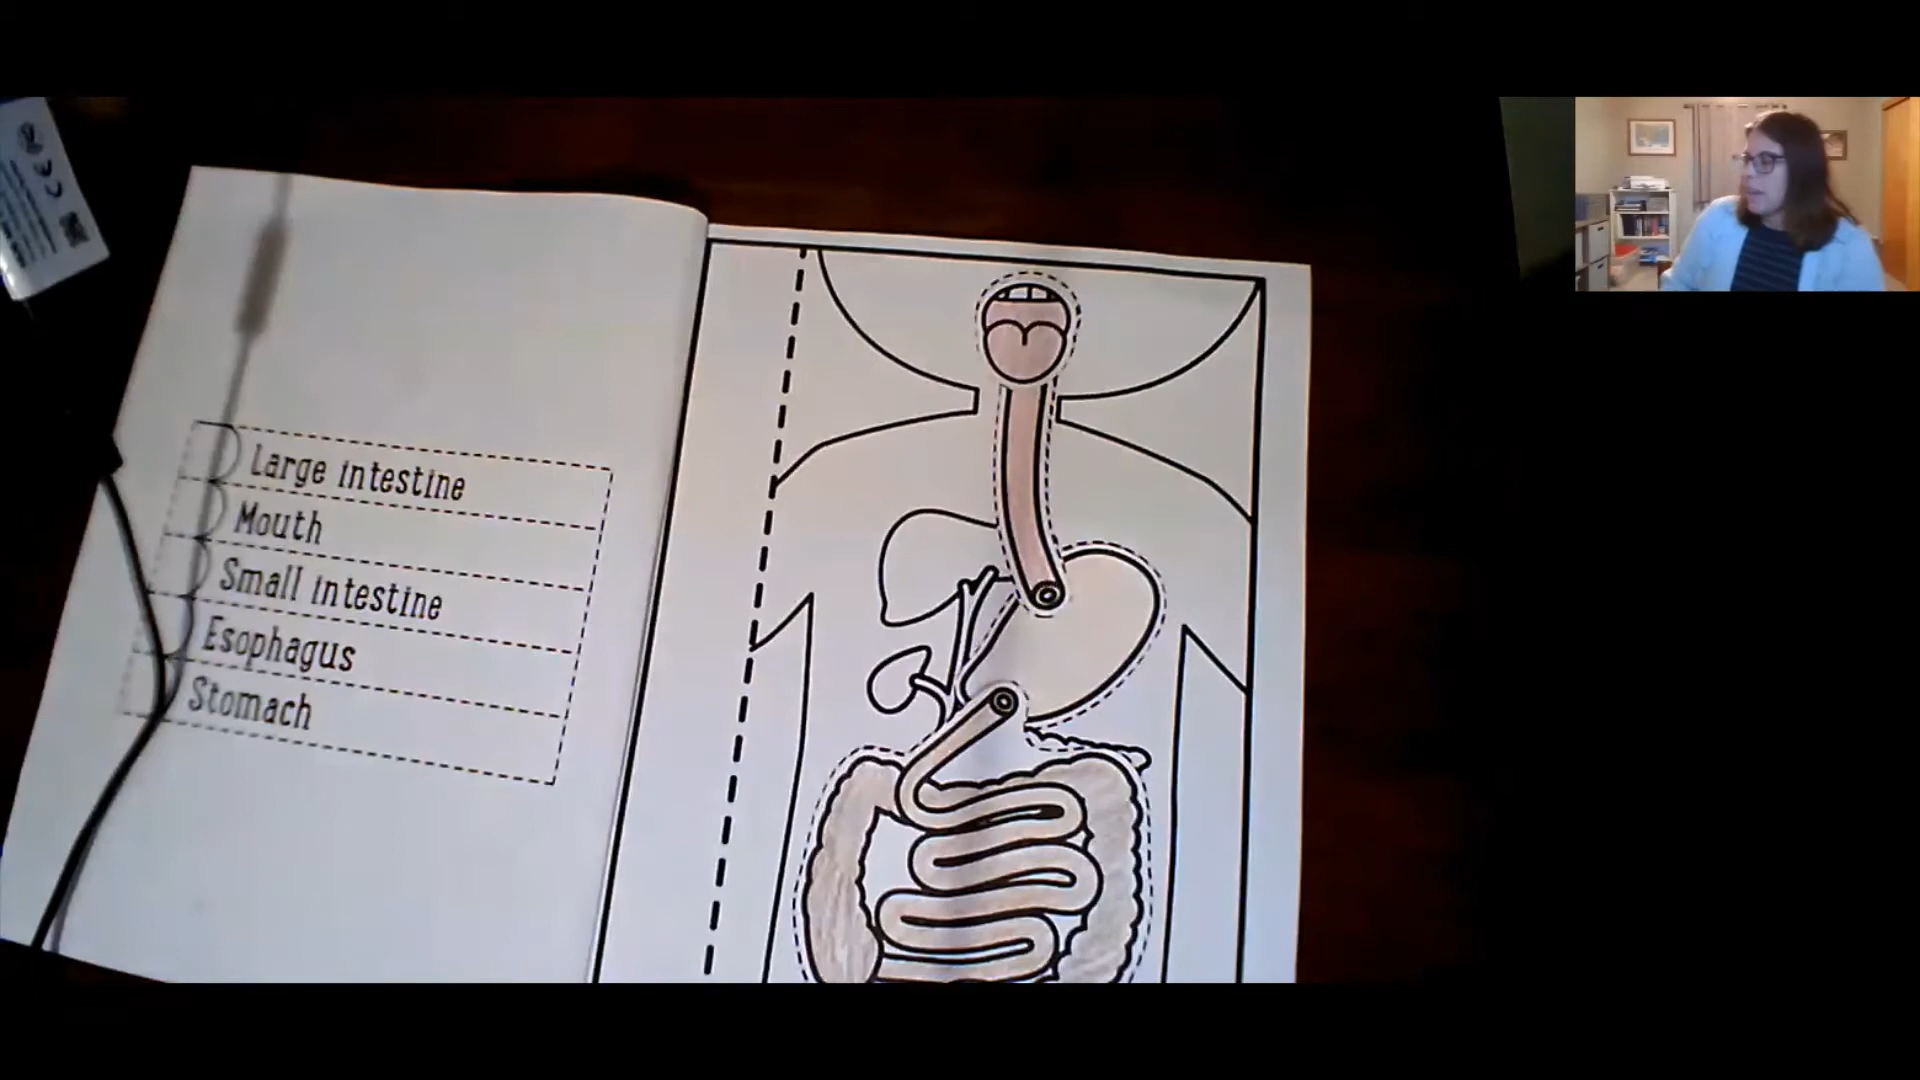 Large intestine
Mouth
Small intestine
Esophagus
Stomach